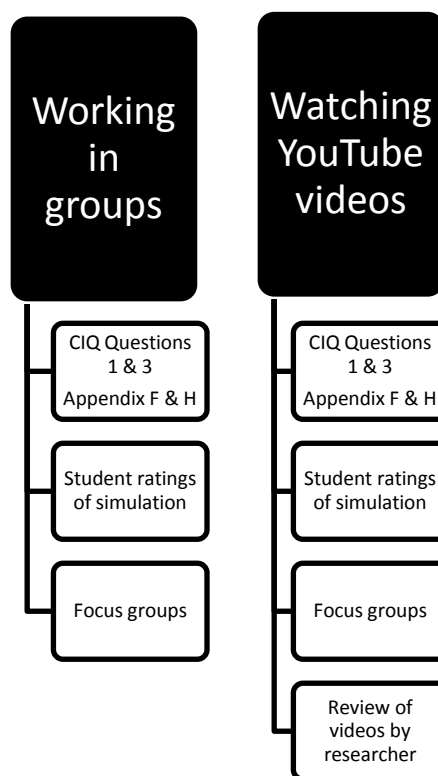 Working
in
groups
CIQ Questions
1 & 3
Appendix F & H
Student ratings
of simulation
Focus groups
Watching
YouTube
videos
CIQ Questions
1 & 3
Appendix F & H
Student ratings
of simulation
Focus groups
Review of
videos by
researcher